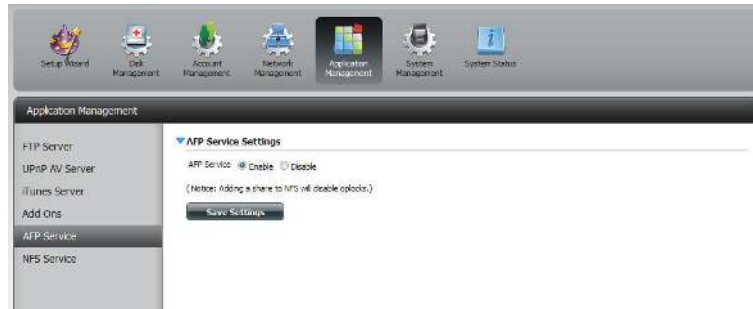 Setup Wizard
Disk Management
Account Management
Network Management
Application Management
System Management
System Status
Application Management
FTP Server
UPnP AV Server
iTunes Server
Add Ons
AFP Service
NFS Service
AFP Service Settings
AFP Service Enable Disable
(Notice: Adding a share to NFS will disable oplocks.)
Save Settings